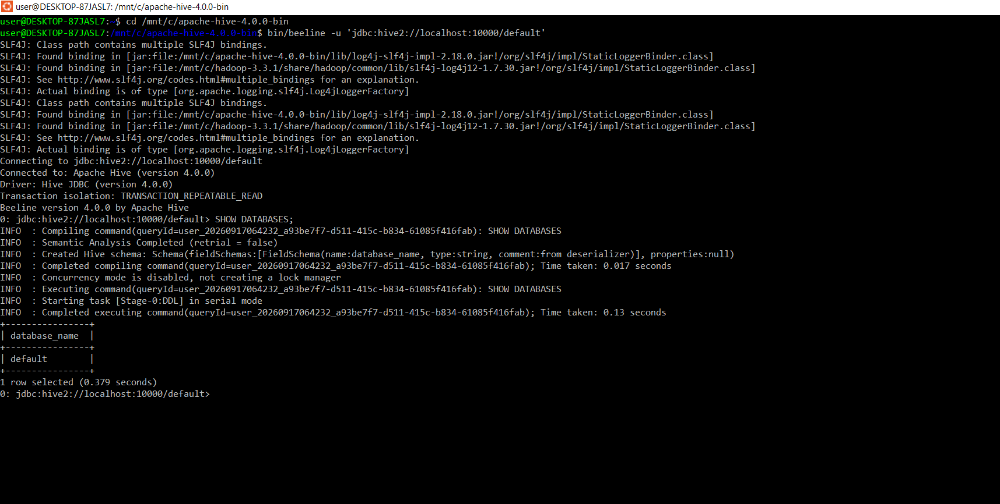 user@DESKTOP-87JASL7: /mnt/c/apache-hive-4.0.0-bin
user@DESKTOP-87JASL7:~$ cd /mnt/c/apache-hive-4.0.0-bin
user@DESKTOP-87JASL7:/mnt/c/apache-hive-4.0.0-bin$ bin/beeline -u 'jdbc:hive2://localhost:10000/default'
SLF4J: Class path contains multiple SLF4J bindings.
SLF4J: Found binding in [jar:file:/mnt/c/apache-hive-4.0.0-bin/lib/log4j-slf4j-impl-2.18.0.jar!/org/slf4j/impl/StaticLoggerBinder.class]
SLF4J: Found binding in [jar:file:/mnt/c/hadoop-3.3.1/share/hadoop/common/lib/slf4j-log4j12-1.7.30.jar!/org/slf4j/impl/StaticLoggerBinder.class]
SLF4J: See http://www.slf4j.org/codes.html#multiple_bindings for an explanation.
SLF4J: Actual binding is of type [org.apache.logging.slf4j.Log4jLoggerFactory]
SLF4J: Class path contains multiple SLF4J bindings.
SLF4J: Found binding in [jar:file:/mnt/c/apache-hive-4.0.0-bin/lib/log4j-slf4j-impl-2.18.0.jar!/org/slf4j/impl/StaticLoggerBinder.class]
SLF4J: Found binding in [jar:file:/mnt/c/hadoop-3.3.1/share/hadoop/common/lib/slf4j-log4j12-1.7.30.jar!/org/slf4j/impl/StaticLoggerBinder.class]
SLF4J: See http://www.slf4j.org/codes.html#multiple_bindings for an explanation.
SLF4J: Actual binding is of type [org.apache.logging.slf4j.Log4jLoggerFactory]
Connecting to jdbc:hive2://localhost:10000/default
Connected to: Apache Hive (version 4.0.0)
Driver: Hive JDBC (version 4.0.0)
Transaction isolation: TRANSACTION_REPEATABLE_READ
Beeline version 4.0.0 by Apache Hive
0: jdbc:hive2://localhost:10000/default> SHOW DATABASES;
INFO  : Compiling command(queryId=user_20260917064232_a93be7f7-d511-415c-b834-61085f416fab): SHOW DATABASES
INFO  : Semantic Analysis Completed (retrial = false)
INFO  : Created Hive schema: Schema(fieldSchemas:[FieldSchema(name:database_name, type:string, comment:from deserializer)], properties:null)
INFO  : Completed compiling command(queryId=user_20260917064232_a93be7f7-d511-415c-b834-61085f416fab); Time taken: 0.017 seconds
INFO  : Concurrency mode is disabled, not creating a lock manager
INFO  : Executing command(queryId=user_20260917064232_a93be7f7-d511-415c-b834-61085f416fab): SHOW DATABASES
INFO  : Starting task [Stage-0:DDL] in serial mode
INFO  : Completed executing command(queryId=user_20260917064232_a93be7f7-d511-415c-b834-61085f416fab); Time taken: 0.13 seconds
+----------------+
| database_name  |
+----------------+
| default        |
+----------------+
1 row selected (0.379 seconds)
0: jdbc:hive2://localhost:10000/default>